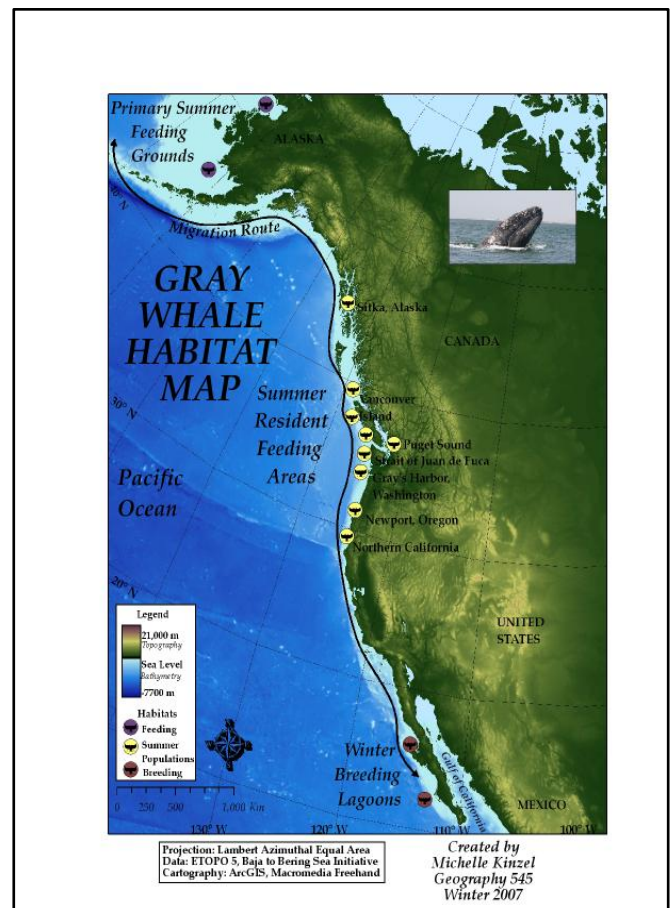 Primary Summer
Feeding
Grounds
ALASKA
40° N
Migration Route
GRAY
WHALE
HABITAT
MAP
Sitka, Alaska
CANADA
Summer
Resident
Feeding
Areas
Vancouver
Island
Puget Sound
Strait of Juan de Fuca
Gray's Harbor,
Washington
30° N
Pacific
Ocean
Newport, Oregon
Northern California
20° N
UNITED
STATES
Legend
21,000 m
Topography
Sea Level
Bathymetry
-7700 m
Habitats
Feeding
Summer
Populations
Breeding
0 250 500 1,000 Km
Winter
Breeding
Lagoons
Gulf of California
MEXICO
130° W
120° W
110° W
100° W
Projection: Lambert Azimuthal Equal Area
Data: ETOPO 5, Baja to Bering Sea Initiative
Cartography: ArcGIS, Macromedia Freehand
Created by
Michelle Kinzel
Geography 545
Winter 2007